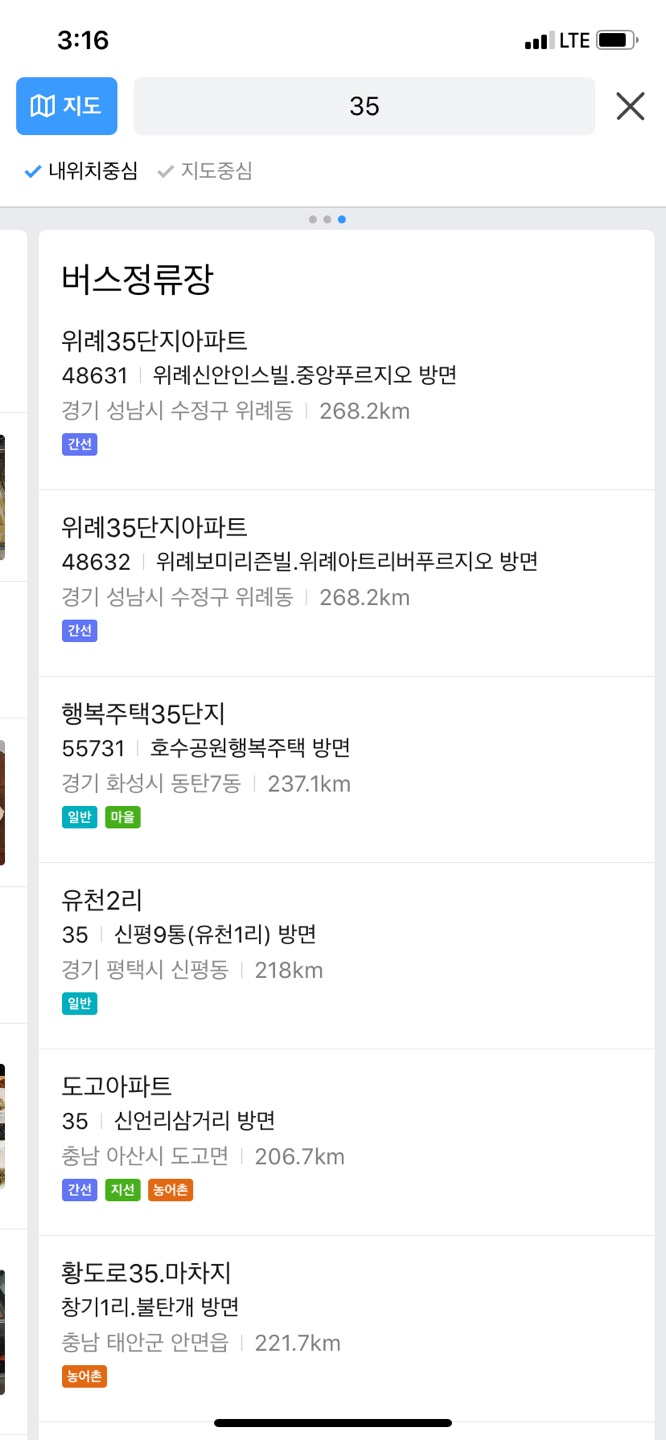 3:16 LTE
지도 35
내위치중심 지도중심
버스정류장
위례35단지아파트
48631 위례신안인스빌.중앙푸르지오 방면
경기 성남시 수정구 위례동 268.2km
간선
위례35단지아파트
48632 위례보미리즌빌.위례아트리버푸르지오 방면
경기 성남시 수정구 위례동 268.2km
간선
행복주택35단지
55731 호수공원행복주택 방면
경기 화성시 동탄7동 237.1km
일반 마을
유천2리
35 신평9통(유천1리) 방면
경기 평택시 신평동 218km
일반
도고아파트
35 신언리삼거리 방면
충남 아산시 도고면 206.7km
간선 지선 농어촌
황도로35.마차지
창기1리.불탄개 방면
충남 태안군 안면읍 221.7km
농어촌